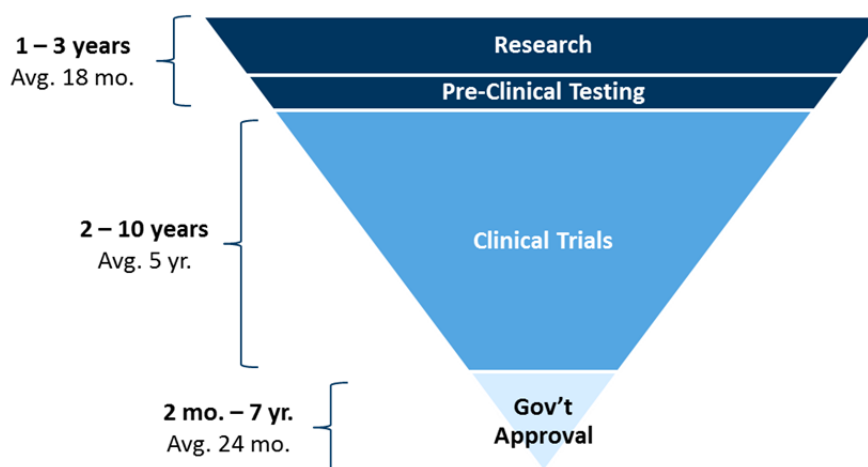 1 – 3 years
Avg. 18 mo.
Research
Pre-Clinical Testing
2 – 10 years
Avg. 5 yr.
Clinical Trials
2 mo. – 7 yr.
Avg. 24 mo.
Gov’t
Approval